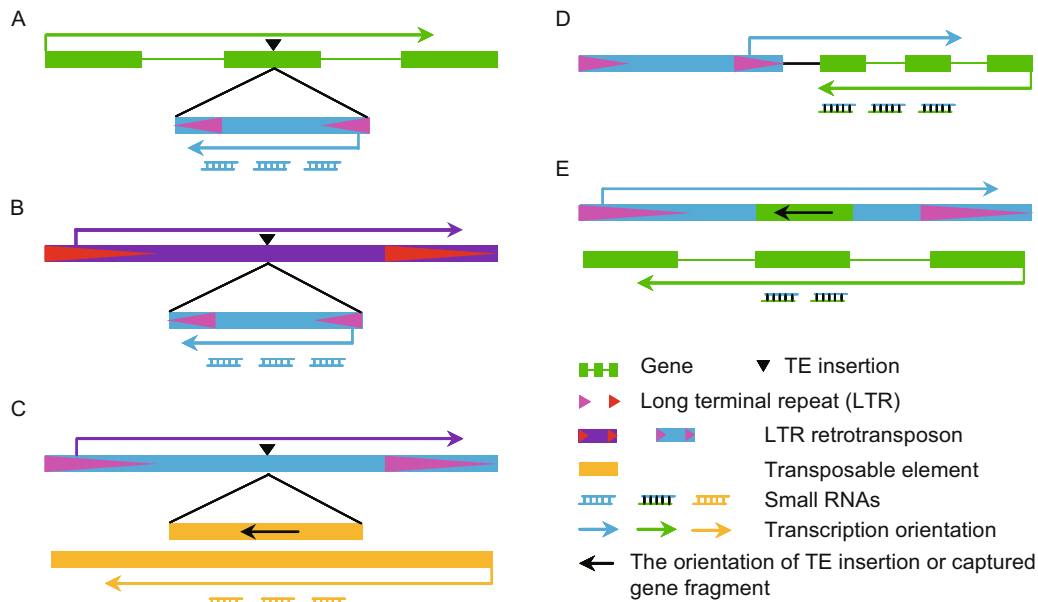 A
B
C
D
E
Gene
TE insertion
Long terminal repeat (LTR)
LTR retrotransposon
Transposable element
Small RNAs
Transcription orientation
The orientation of TE insertion or captured
gene fragment